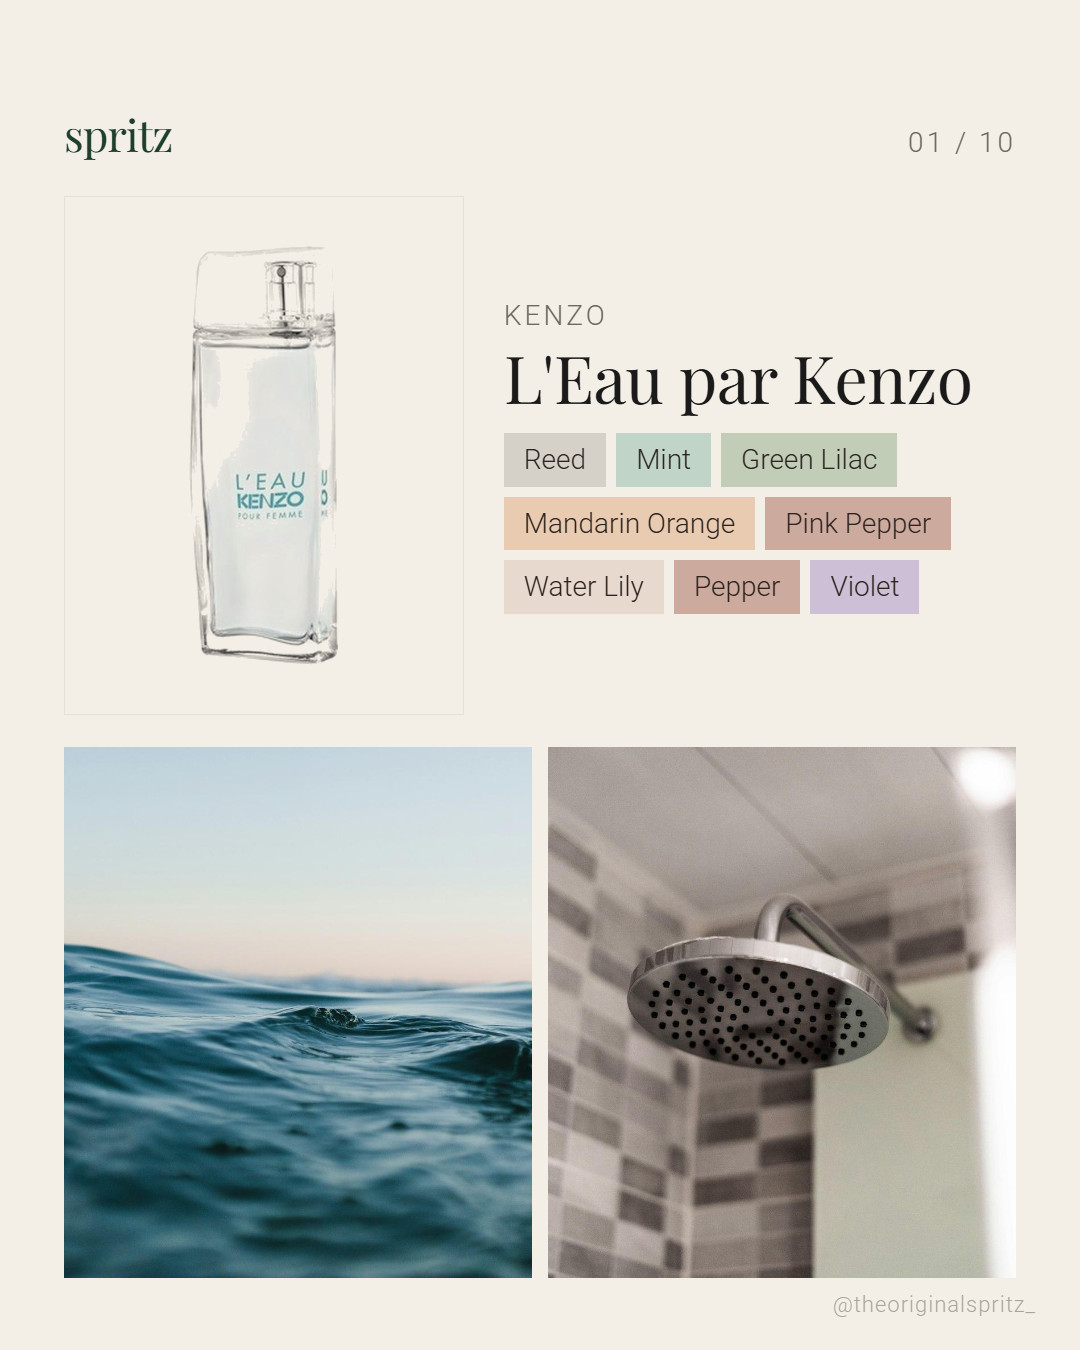 spritz
01 / 10
L'EAU
KENZO
POUR FEMME
U
O
KENZO
L'Eau par Kenzo
Reed Mint Green Lilac
Mandarin Orange Pink Pepper
Water Lily Pepper Violet
@theoriginalspritz_